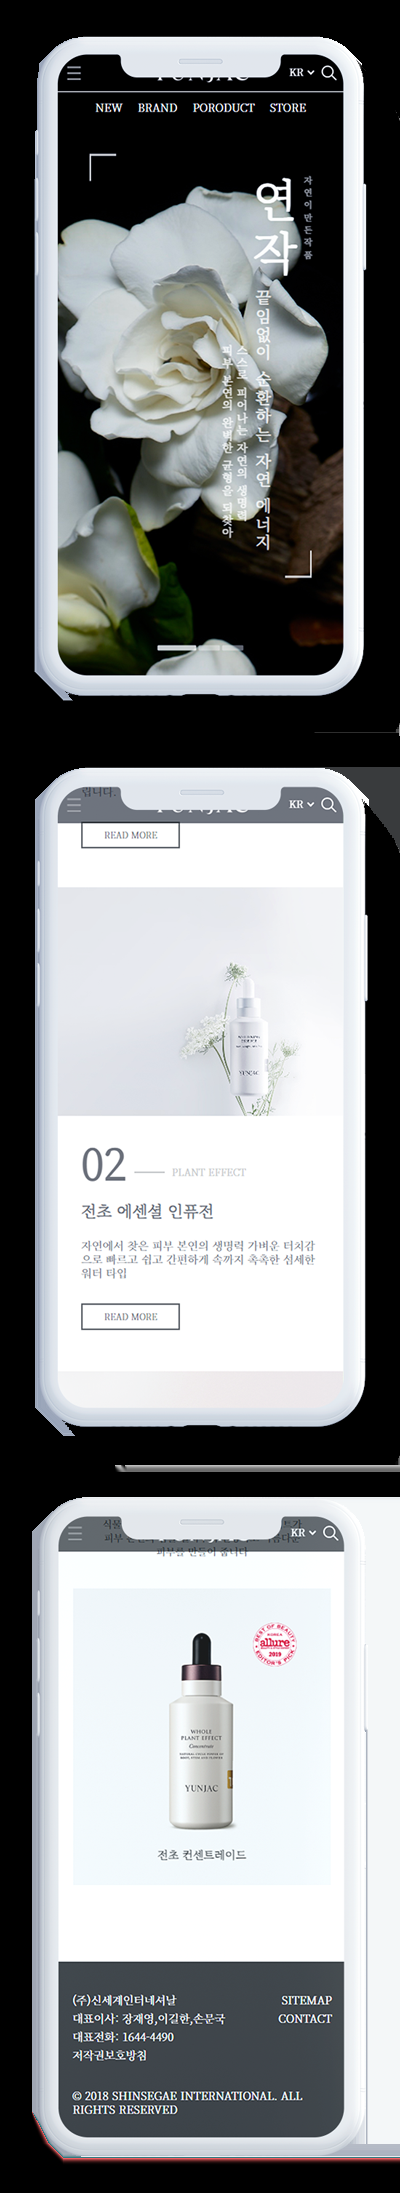 YUNJAC
KR
NEW BRAND PORODUCT STORE
자연이 만든 작품
연작
끝임없이 순환하는 자연 에너지
스스로 피어나는 자연의 생명력
피부 본연의 완벽한 균형을 되찾아
립니다.
YUNJAC
KR
READ MORE
YUNJAC
02 PLANT EFFECT
전초 에센셜 인퓨전
자연에서 찾은 피부 본연의 생명력 가벼운 터치감
으로 빠르고 쉽고 간편하게 속까지 촉촉한 섬세한
워터 타입
READ MORE
KR
피부를 만들어 줍니다
BEST OF BEAUTY
allure
2019
EDITOR'S PICK
WHOLE
PLANT EFFECT
Concentrate
YUNJAC
전초 컨센트레이드
(주)신세계인터네셔날
SITEMAP
대표이사: 장재영,이길한,손문국
CONTACT
대표전화: 1644-4490
저작권보호방침
© 2018 SHINSEGAE INTERNATIONAL. ALL
RIGHTS RESERVED